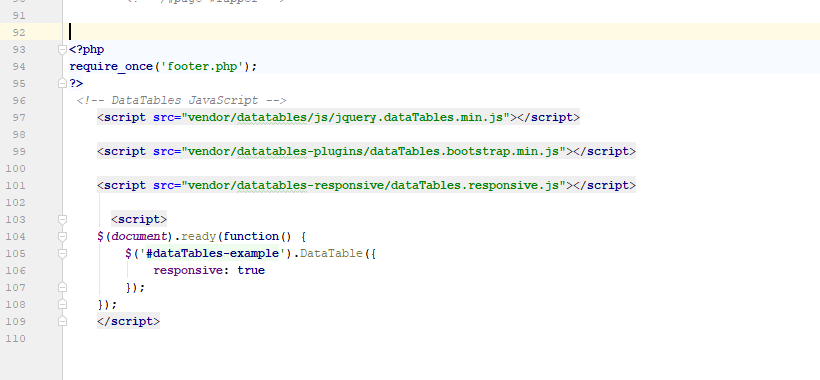 90 <!-- /#page-wrapper -->
91
92
93 <?php
94 require_once('footer.php');
95 ?>
96 <!-- DataTables JavaScript -->
97 <script src="vendor/datatables/js/jquery.dataTables.min.js"></script>
98
99 <script src="vendor/datatables-plugins/dataTables.bootstrap.min.js"></script>
100
101 <script src="vendor/datatables-responsive/dataTables.responsive.js"></script>
102
103 <script>
104 $(document).ready(function() {
105 $('#dataTables-example').DataTable({
106 responsive: true
107 });
108 });
109 </script>
110